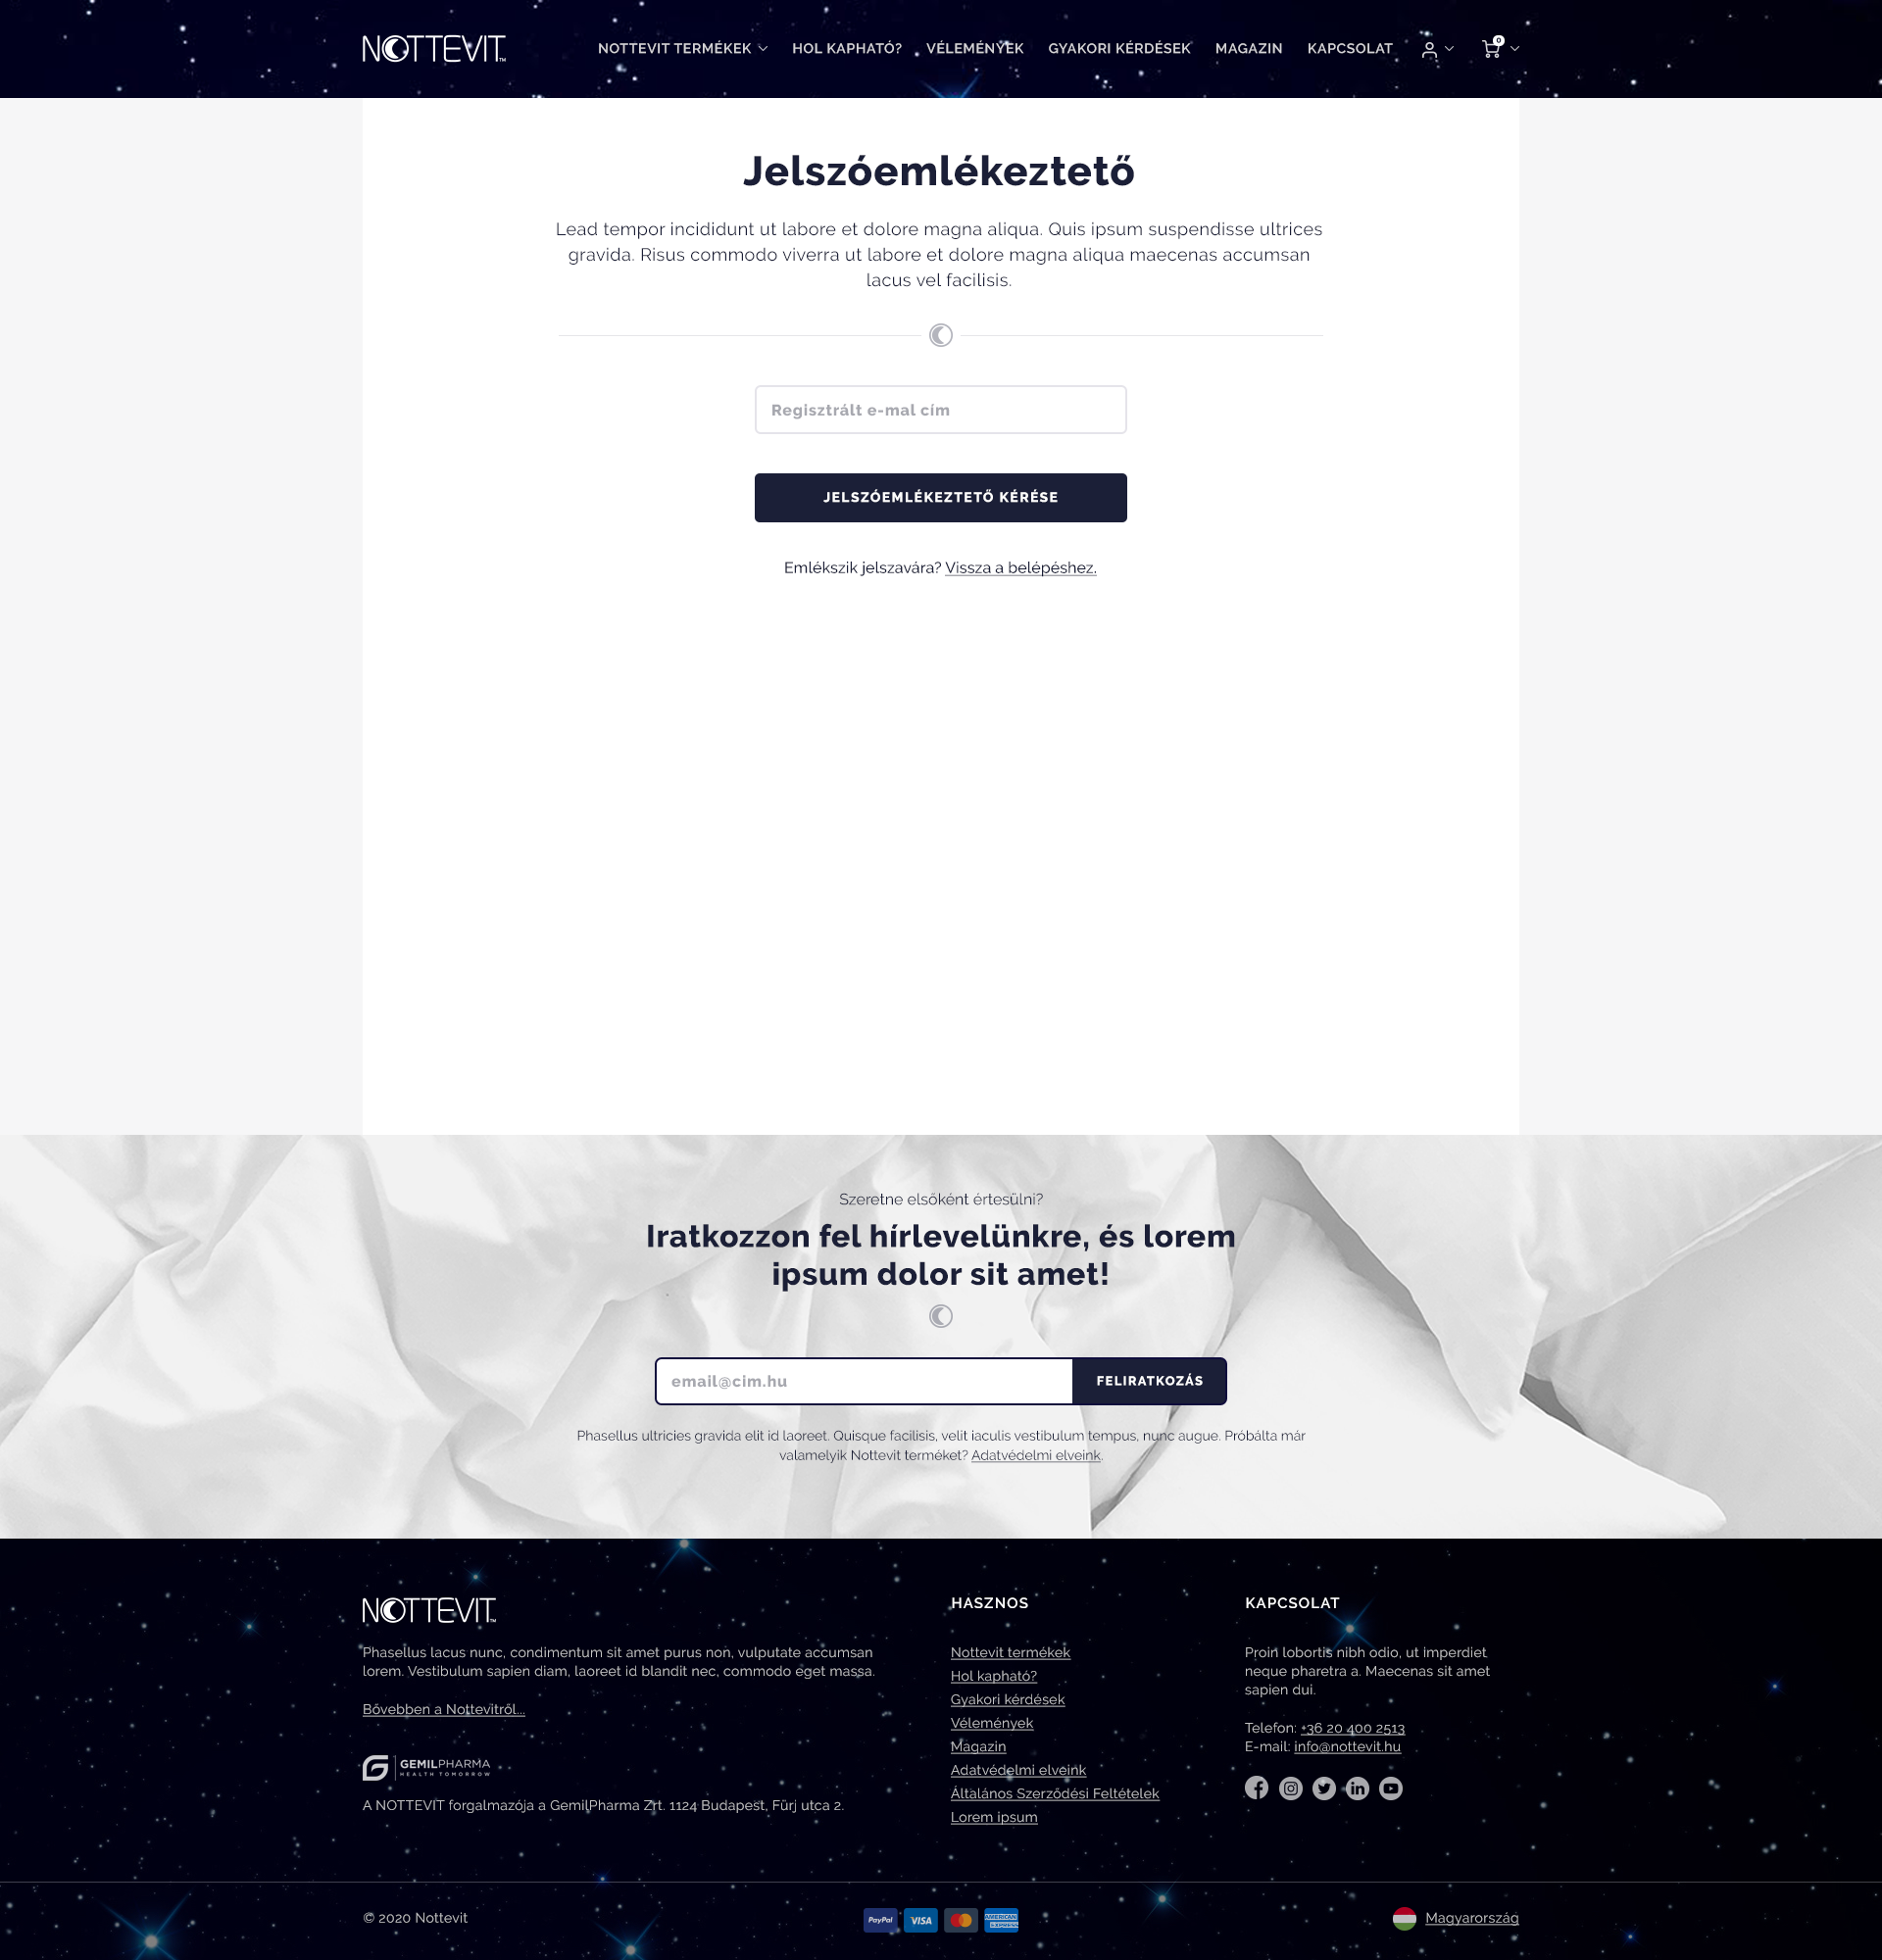 NOTTEVIT™
NOTTEVIT TERMÉKEK
HOL KAPHATÓ?
VÉLEMÉNYEK
GYAKORI KÉRDÉSEK
MAGAZIN
KAPCSOLAT
0
Jelszóemlékeztető
Lead tempor incididunt ut labore et dolore magna aliqua. Quis ipsum suspendisse ultrices
gravida. Risus commodo viverra ut labore et dolore magna aliqua maecenas accumsan
lacus vel facilisis.
Regisztrált e-mal cím
JELSZÓEMLÉKEZTETŐ KÉRÉSE
Emlékszik jelszavára? Vissza a belépéshez.
Szeretne elsőként értesülni?
Iratkozzon fel hírlevelünkre, és lorem
ipsum dolor sit amet!
email@cim.hu
FELIRATKOZÁS
Phasellus ultricies gravida elit id laoreet. Quisque facilisis, velit iaculis vestibulum tempus, nunc augue. Próbálta már
valamelyik Nottevit terméket? Adatvédelmi elveink.
NOTTEVIT™
Phasellus lacus nunc, condimentum sit amet purus non, vulputate accumsan
lorem. Vestibulum sapien diam, laoreet id blandit nec, commodo eget massa.
Bővebben a Nottevitről...
GEMILPHARMA
HEALTH TOMORROW
A NOTTEVIT forgalmazója a GemilPharma Zrt. 1124 Budapest, Fürj utca 2.
HASZNOS
Nottevit termékek
Hol kapható?
Gyakori kérdések
Vélemények
Magazin
Adatvédelmi elveink
Általános Szerződési Feltételek
Lorem ipsum
KAPCSOLAT
Proin lobortis nibh odio, ut imperdiet
neque pharetra a. Maecenas sit amet
sapien dui.
Telefon: +36 20 400 2513
E-mail: info@nottevit.hu
© 2020 Nottevit
PayPal
VISA
AMERICAN
EXPRESS
Magyarország